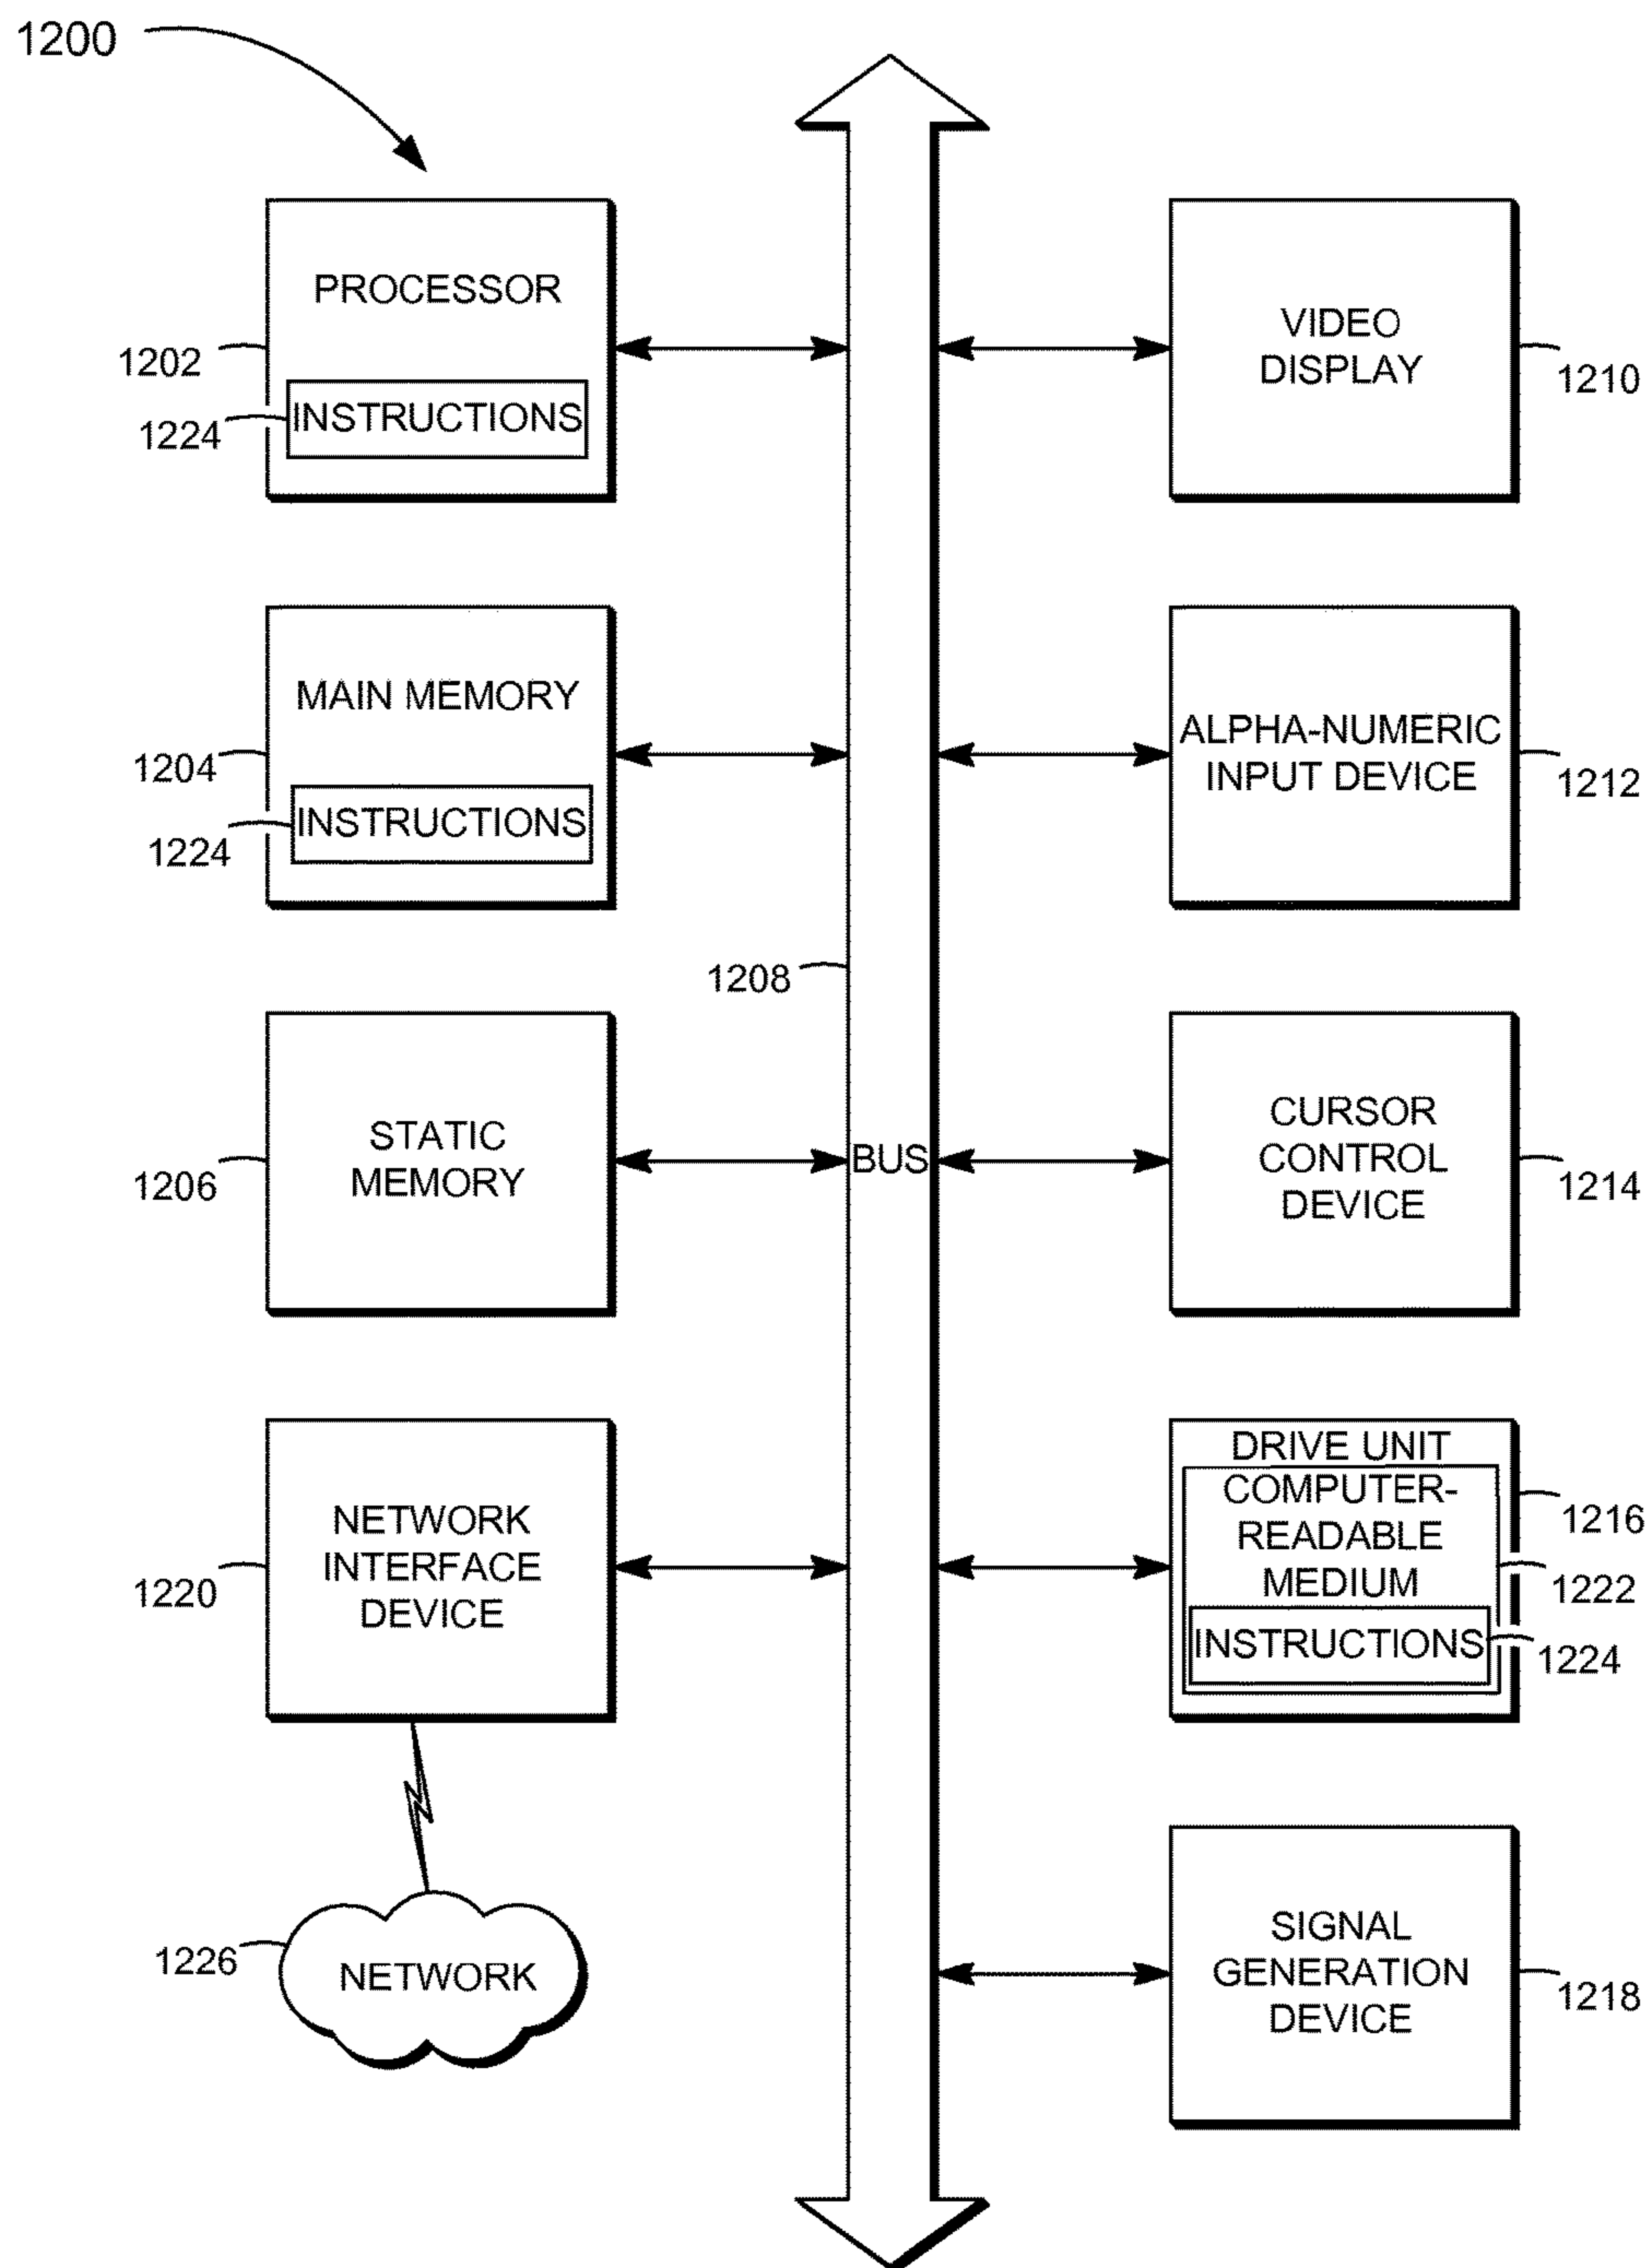 1200
PROCESSOR
1202
INSTRUCTIONS
1224
MAIN MEMORY
1204
INSTRUCTIONS
1224
STATIC
MEMORY
1206
NETWORK
INTERFACE
DEVICE
1220
NETWORK
1226
1208
BUS
VIDEO
DISPLAY
1210
ALPHA-NUMERIC
INPUT DEVICE
1212
CURSOR
CONTROL
DEVICE
1214
DRIVE UNIT
1216
COMPUTER-
READABLE
MEDIUM
1222
INSTRUCTIONS
1224
SIGNAL
GENERATION
DEVICE
1218